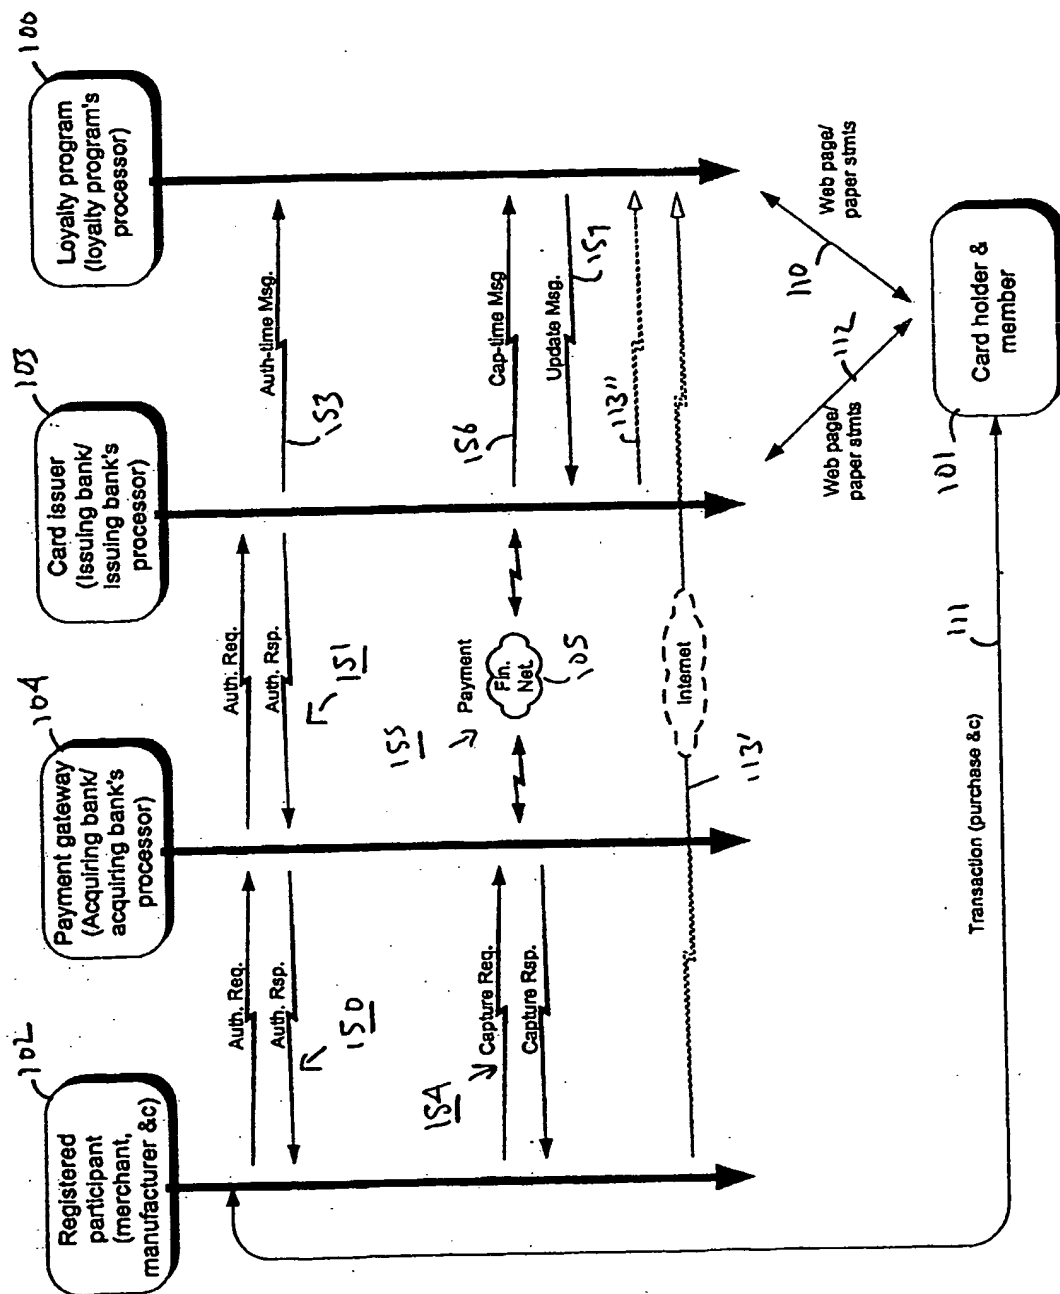 102
Registered
participant
(merchant,
manufacturer &c)
104
Payment gateway
(Acquiring bank/
acquiring bank's
processor)
103
Card issuer
(Issuing bank/
Issuing bank's
processor)
100
Loyalty program
(loyalty program's
processor)
Auth. Req.
Auth. Rsp.
150
Auth. Req.
Auth. Rsp.
151
Auth-time Msg.
153
154
Capture Req.
Capture Rsp.
155
Payment
Fin.
Net.
105
156
Cap-time Msg
Update Msg.
157
113''
Internet
113'
Web page/
paper stmts
112
110
Web page/
paper stmts
101
Card holder &
member
Transaction (purchase &c)
111